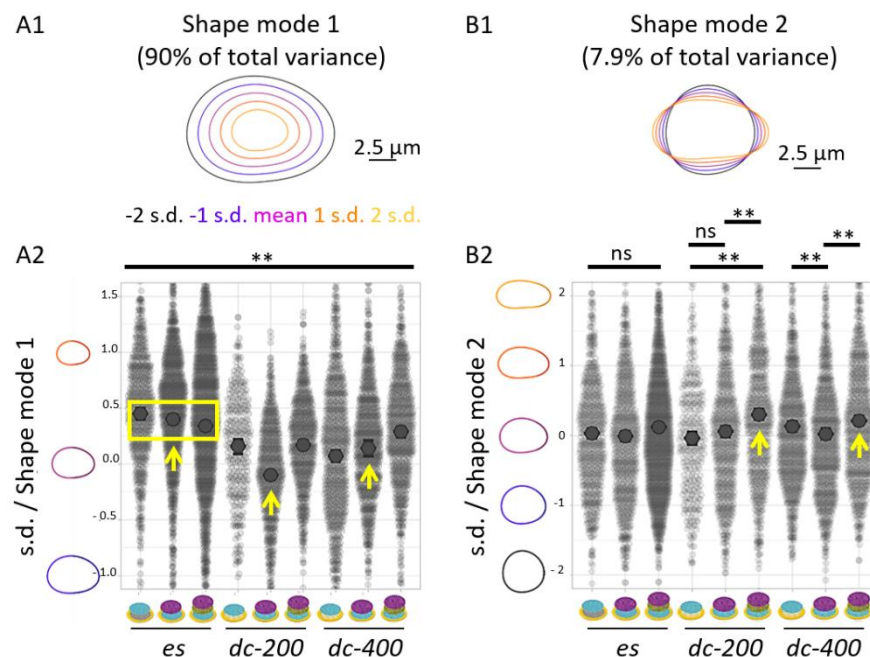 A1
Shape mode 1
(90% of total variance)
2.5 µm
-2 s.d. -1 s.d. mean 1 s.d. 2 s.d.
B1
Shape mode 2
(7.9% of total variance)
2.5 µm
A2
**
s.d. / Shape mode 1
1.5
1.0
0.5
0.0
-0.5
-1.0
es
dc-200
dc-400
B2
ns
ns
**
**
**
**
s.d. / Shape mode 2
2
1
0
-1
-2
es
dc-200
dc-400